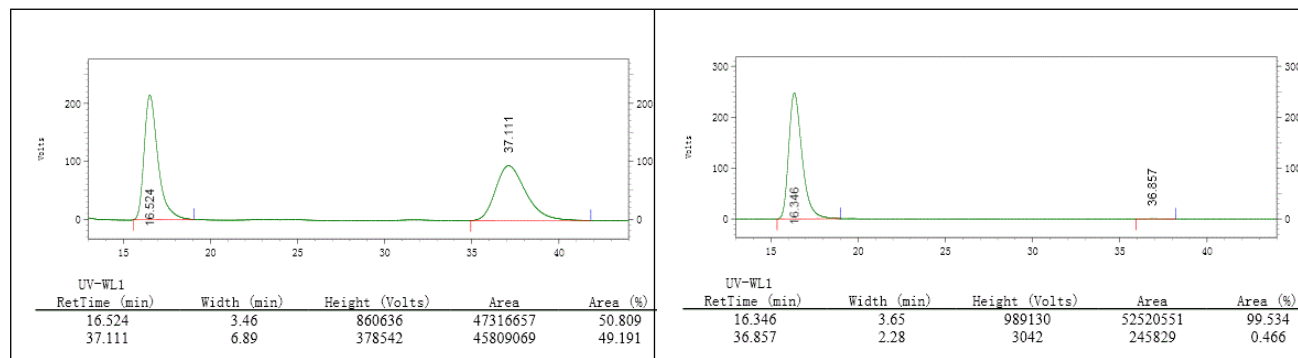 200
100
0
Volts
16.524
37.111
200
100
0
15 20 25 30 35 40
UV-WL1
RetTime (min) Width (min) Height (Volts) Area Area (%)
16.524 3.46 860636 47316657 50.809
37.111 6.89 378542 45809069 49.191
300
200
100
0
Volts
16.346
36.857
300
200
100
0
15 20 25 30 35 40
UV-WL1
RetTime (min) Width (min) Height (Volts) Area Area (%)
16.346 3.65 989130 52520551 99.534
36.857 2.28 3042 245829 0.466